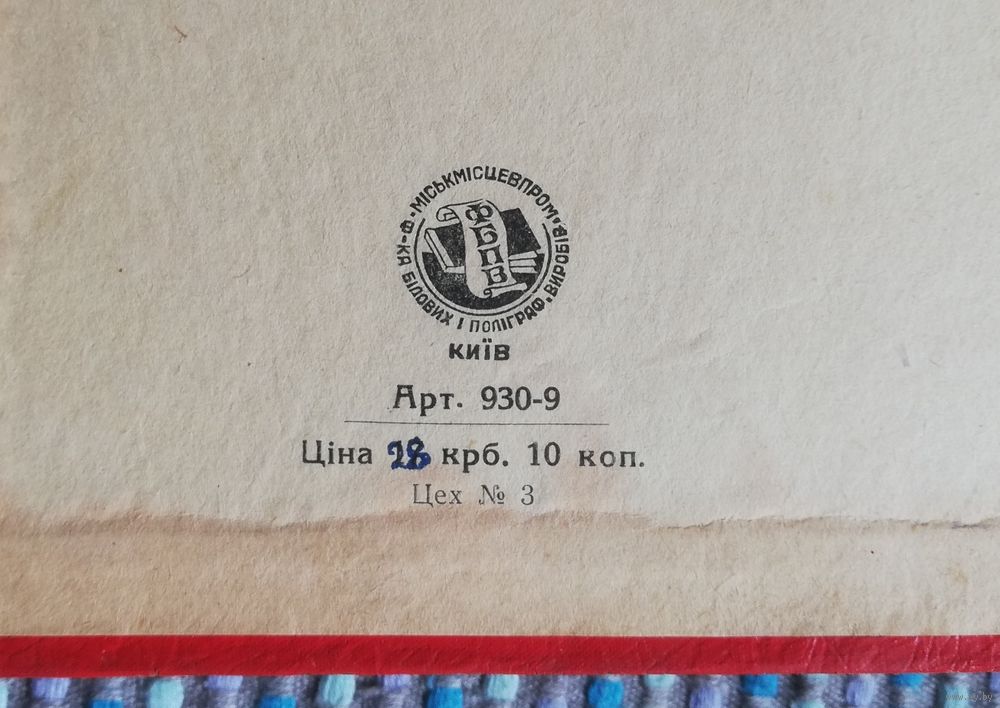 МІСЬКМІСЦЕВПРОМ
Ф-КА БІЛОВИХ І ПОЛІГРАФ. ВИРОБІВ
ФБПВ
КИЇВ
Арт. 930-9
Ціна 28 крб. 10 коп.
Цех № 3